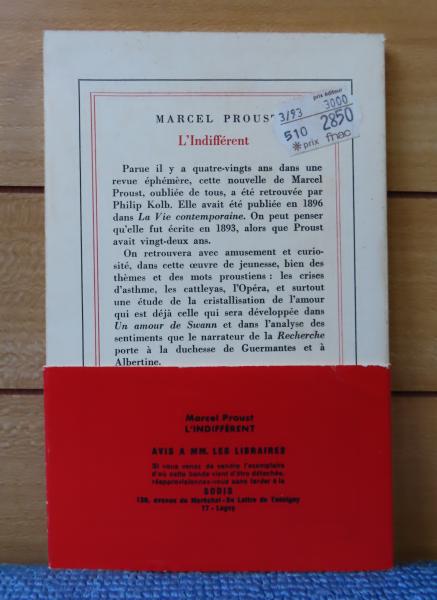 MARCEL PROUST
L'Indifférent
prix éditeur
3/93 3000
510 2850
*prix fnac
Parue il y a quatre-vingts ans dans une
revue éphémère, cette nouvelle de Marcel
Proust, oubliée de tous, a été retrouvée par
Philip Kolb. Elle avait été publiée en 1896
dans La Vie contemporaine. On peut penser
qu'elle fut écrite en 1893, alors que Proust
avait vingt-deux ans.
On retrouvera avec amusement et curio-
sité, dans cette œuvre de jeunesse, bien des
thèmes et des mots proustiens : les crises
d'asthme, les cattleyas, l'Opéra, et surtout
une étude de la cristallisation de l'amour
qui est déjà celle qui sera développée dans
Un amour de Swann et dans l'analyse des
sentiments que le narrateur de la Recherche
porte à la duchesse de Guermantes et à
Albertine.
Marcel Proust
L'INDIFFÉRENT
AVIS A MM. LES LIBRAIRES
Si vous venez de vendre l'exemplaire
d'où cette bande vient d'être détachée,
réapprovisionnez-vous sans tarder à la
SODIS
128, avenue du Maréchal-De Lattre de Tassigny
77 - Lagny